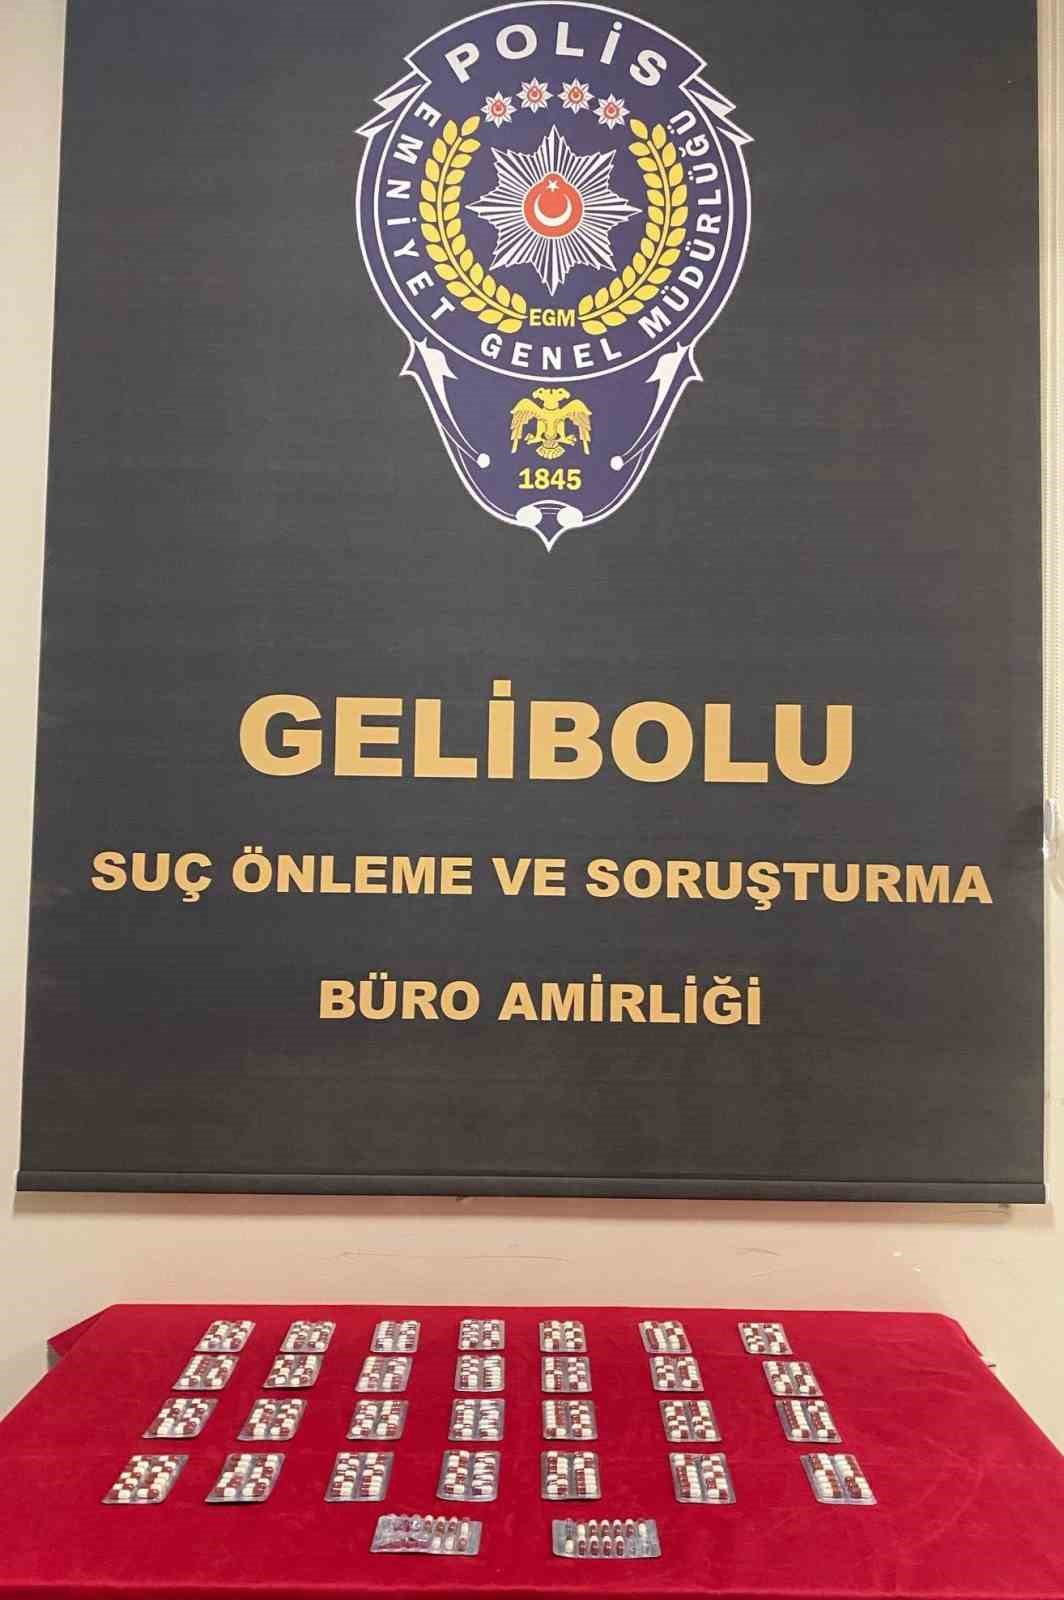 POLİS
EMNİYET GENEL MÜDÜRLÜĞÜ
EGM
1845
GELİBOLU
SUÇ ÖNLEME VE SORUŞTURMA
BÜRO AMİRLİĞİ